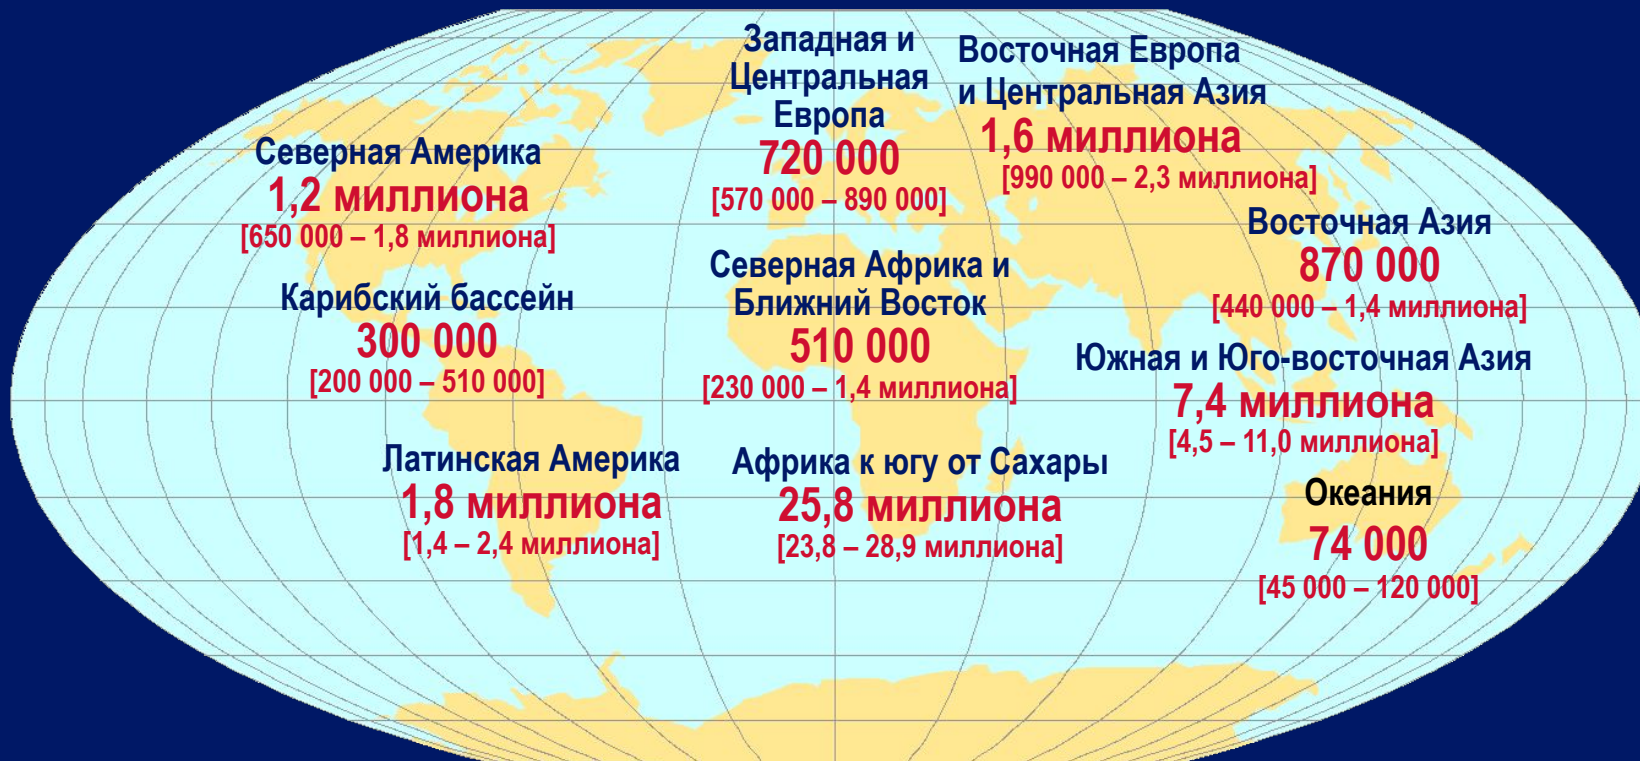 Западная и
Центральная
Европа
720 000
[570 000 – 890 000]
Восточная Европа
и Центральная Азия
1,6 миллиона
[990 000 – 2,3 миллиона]
Северная Америка
1,2 миллиона
[650 000 – 1,8 миллиона]
Восточная Азия
870 000
[440 000 – 1,4 миллиона]
Северная Африка и
Ближний Восток
510 000
[230 000 – 1,4 миллиона]
Карибский бассейн
300 000
[200 000 – 510 000]
Южная и Юго-восточная Азия
7,4 миллиона
[4,5 – 11,0 миллиона]
Латинская Америка
1,8 миллиона
[1,4 – 2,4 миллиона]
Африка к югу от Сахары
25,8 миллиона
[23,8 – 28,9 миллиона]
Океания
74 000
[45 000 – 120 000]